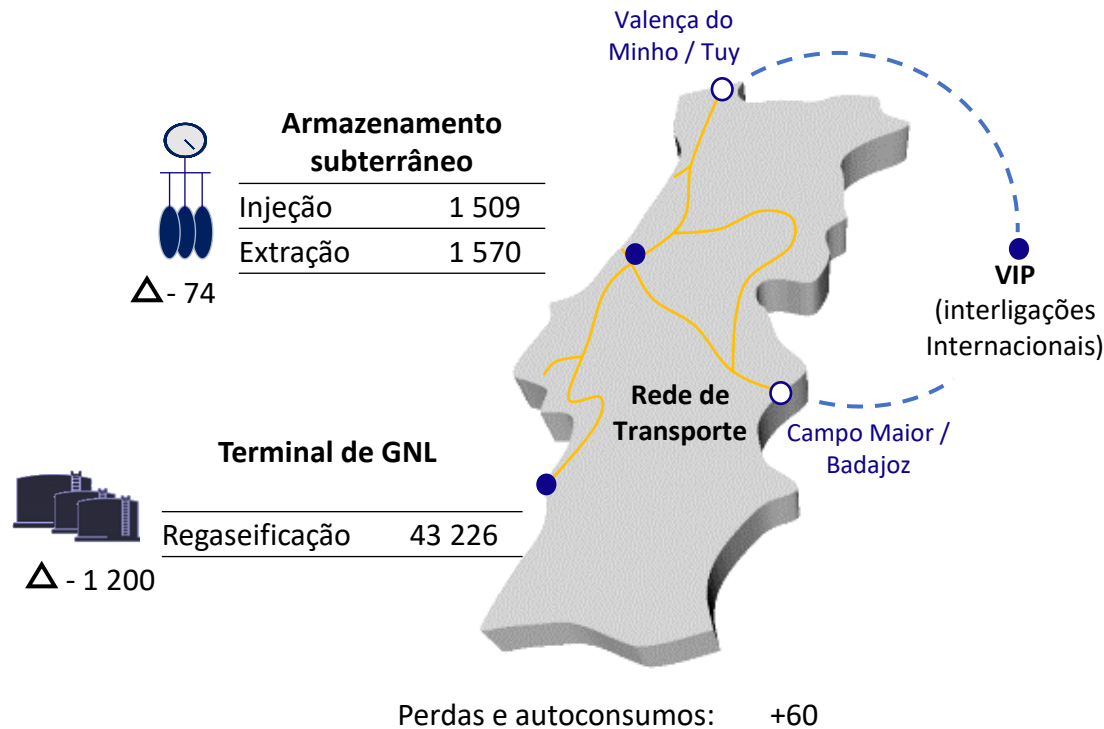 Valença do
Minho / Tuy
Armazenamento
subterrâneo
Injeção 1 509
Extração 1 570
Δ - 74
VIP
(interligações
Internacionais)
Rede de
Transporte
Campo Maior /
Badajoz
Terminal de GNL
Regaseificação 43 226
Δ - 1 200
Perdas e autoconsumos: +60